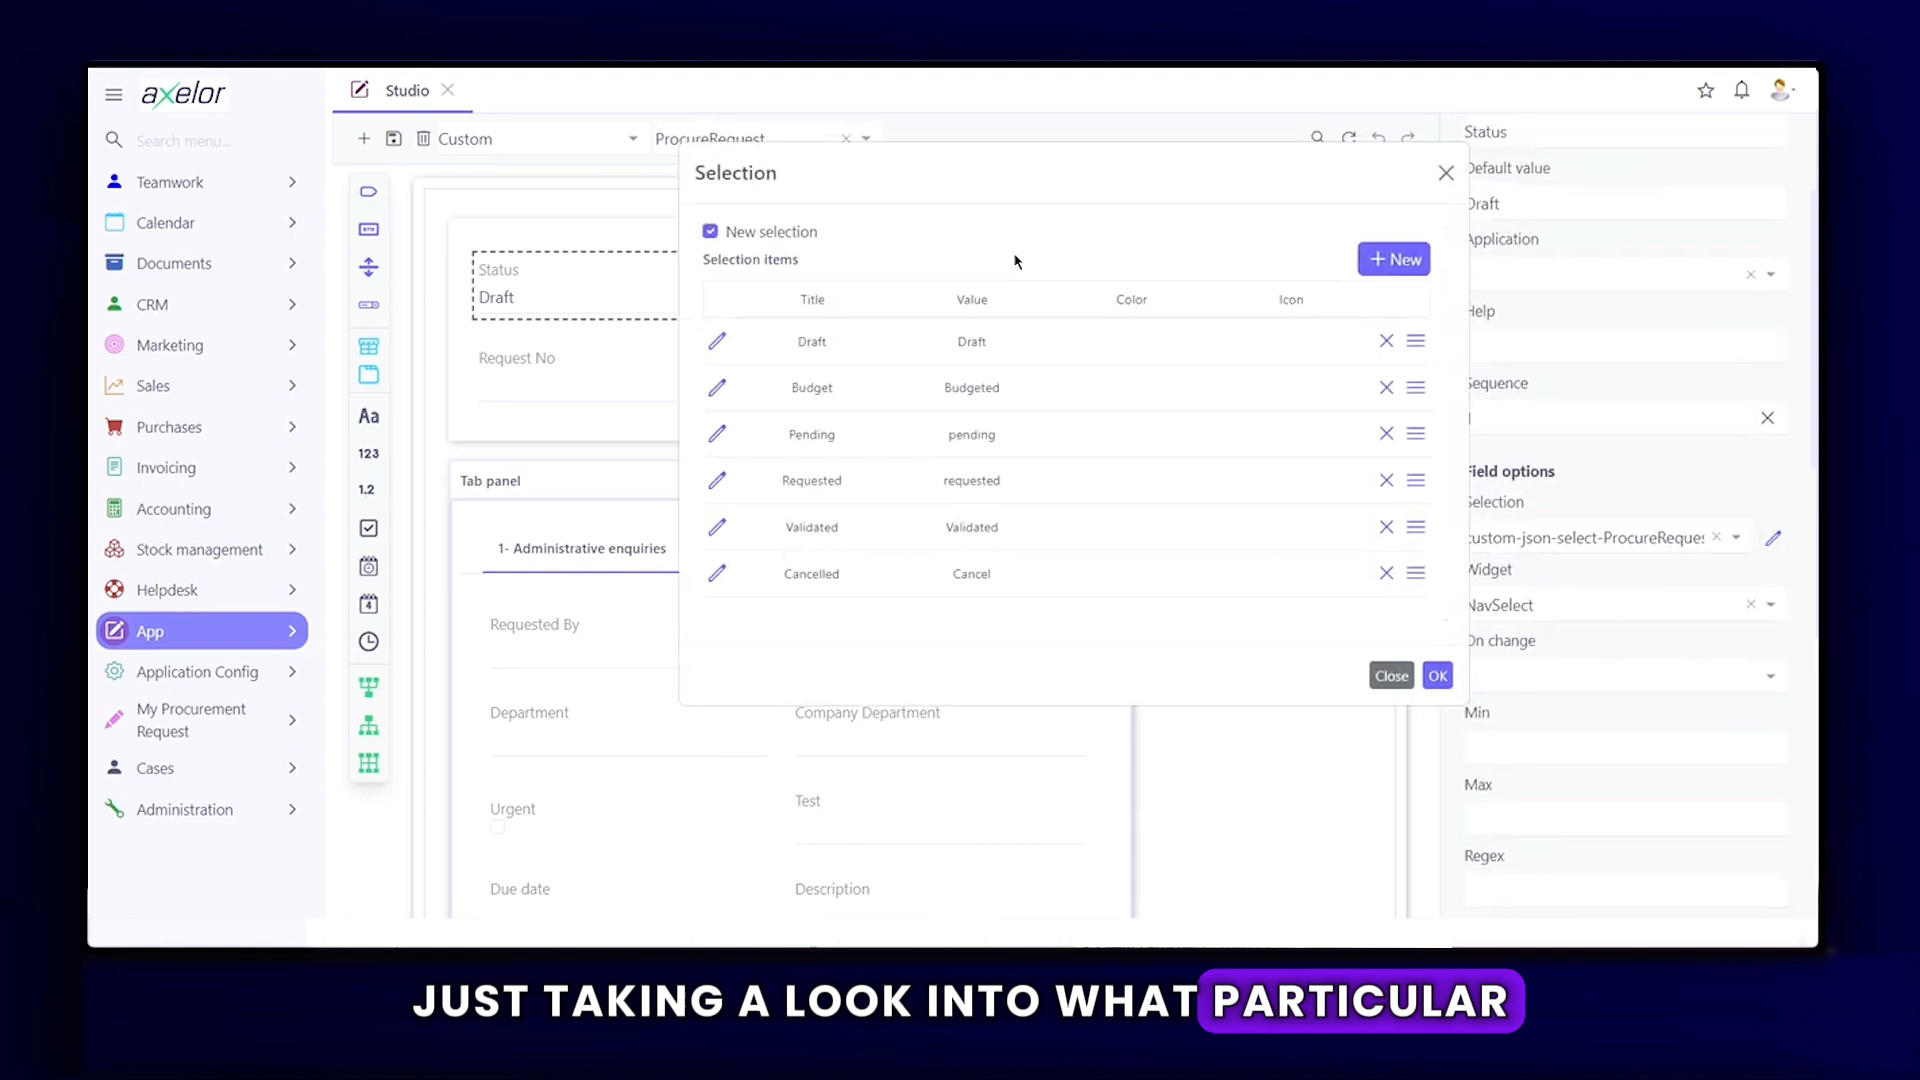 axelor
Search menu...
Teamwork
Calendar
Documents
CRM
Marketing
Sales
Purchases
Invoicing
Accounting
Stock management
Helpdesk
App
Application Config
My Procurement
Request
Cases
Administration
Studio
Custom
ProcureRequest
Aa
123
1.2
4
Status
Draft
Request No
Tab panel
1- Administrative enquiries
Requested By
Department
Company Department
Urgent
Test
Due date
Description
Selection
New selection
Selection items
New
Title Value Color Icon
Draft Draft
Budget Budgeted
Pending pending
Requested requested
Validated Validated
Cancelled Cancel
Close OK
Status
Default value
Draft
Application
Help
Sequence
Field options
Selection
custom-json-select-ProcureReques
Widget
NavSelect
On change
Min
Max
Regex
JUST TAKING A LOOK INTO WHAT PARTICULAR